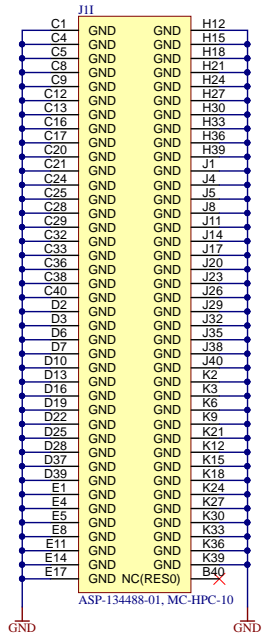 J1I
C1 GND GND H12
C4 GND GND H15
C5 GND GND H18
C8 GND GND H21
C9 GND GND H24
C12 GND GND H27
C13 GND GND H30
C16 GND GND H33
C17 GND GND H36
C20 GND GND H39
C21 GND GND J1
C24 GND GND J4
C25 GND GND J5
C28 GND GND J8
C29 GND GND J11
C32 GND GND J14
C33 GND GND J17
C36 GND GND J20
C38 GND GND J23
C40 GND GND J26
D2 GND GND J29
D3 GND GND J32
D6 GND GND J35
D7 GND GND J38
D10 GND GND J40
D13 GND GND K2
D16 GND GND K3
D19 GND GND K6
D22 GND GND K9
D25 GND GND K21
D28 GND GND K12
D37 GND GND K15
D39 GND GND K18
E1 GND GND K24
E4 GND GND K27
E5 GND GND K30
E8 GND GND K33
E11 GND GND K36
E14 GND GND K39
E17 GND NC(RES0) B40
ASP-134488-01, MC-HPC-10
GND GND